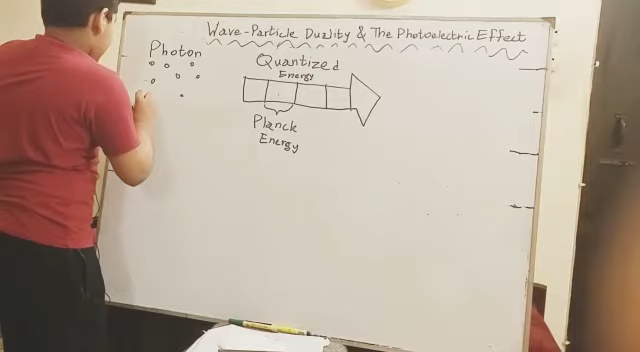 Wave-Particle Duality & The Photoelectric Effect
Photon
Quantized
Energy
Planck
Energy